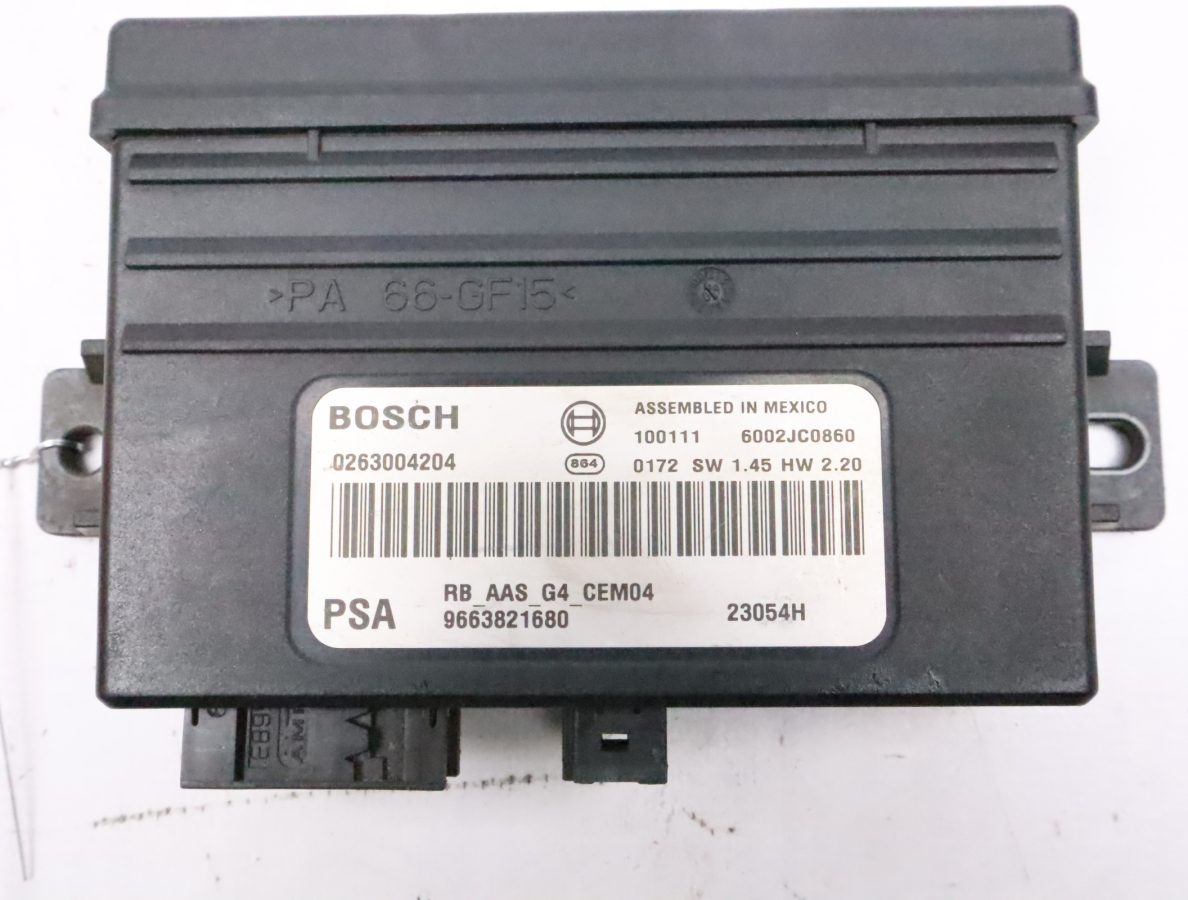 >PA 66-GF15<
BOSCH
ASSEMBLED IN MEXICO
100111 6002JC0860
0263004204
864
0172 SW 1.45 HW 2.20
RB_AAS_G4_CEM04
PSA
9663821680
23054H